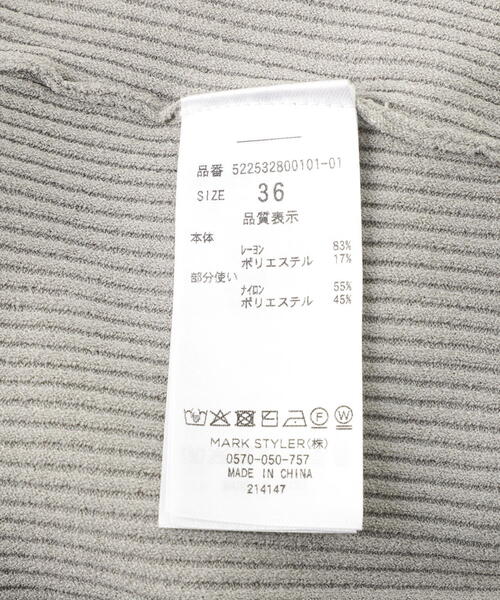 品番 522532800101-01
SIZE 36
品質表示
本体
レーヨン 83%
ポリエステル 17%
部分使い
ナイロン 55%
ポリエステル 45%
F W
MARK STYLER(株)
0570-050-757
MADE IN CHINA
214147